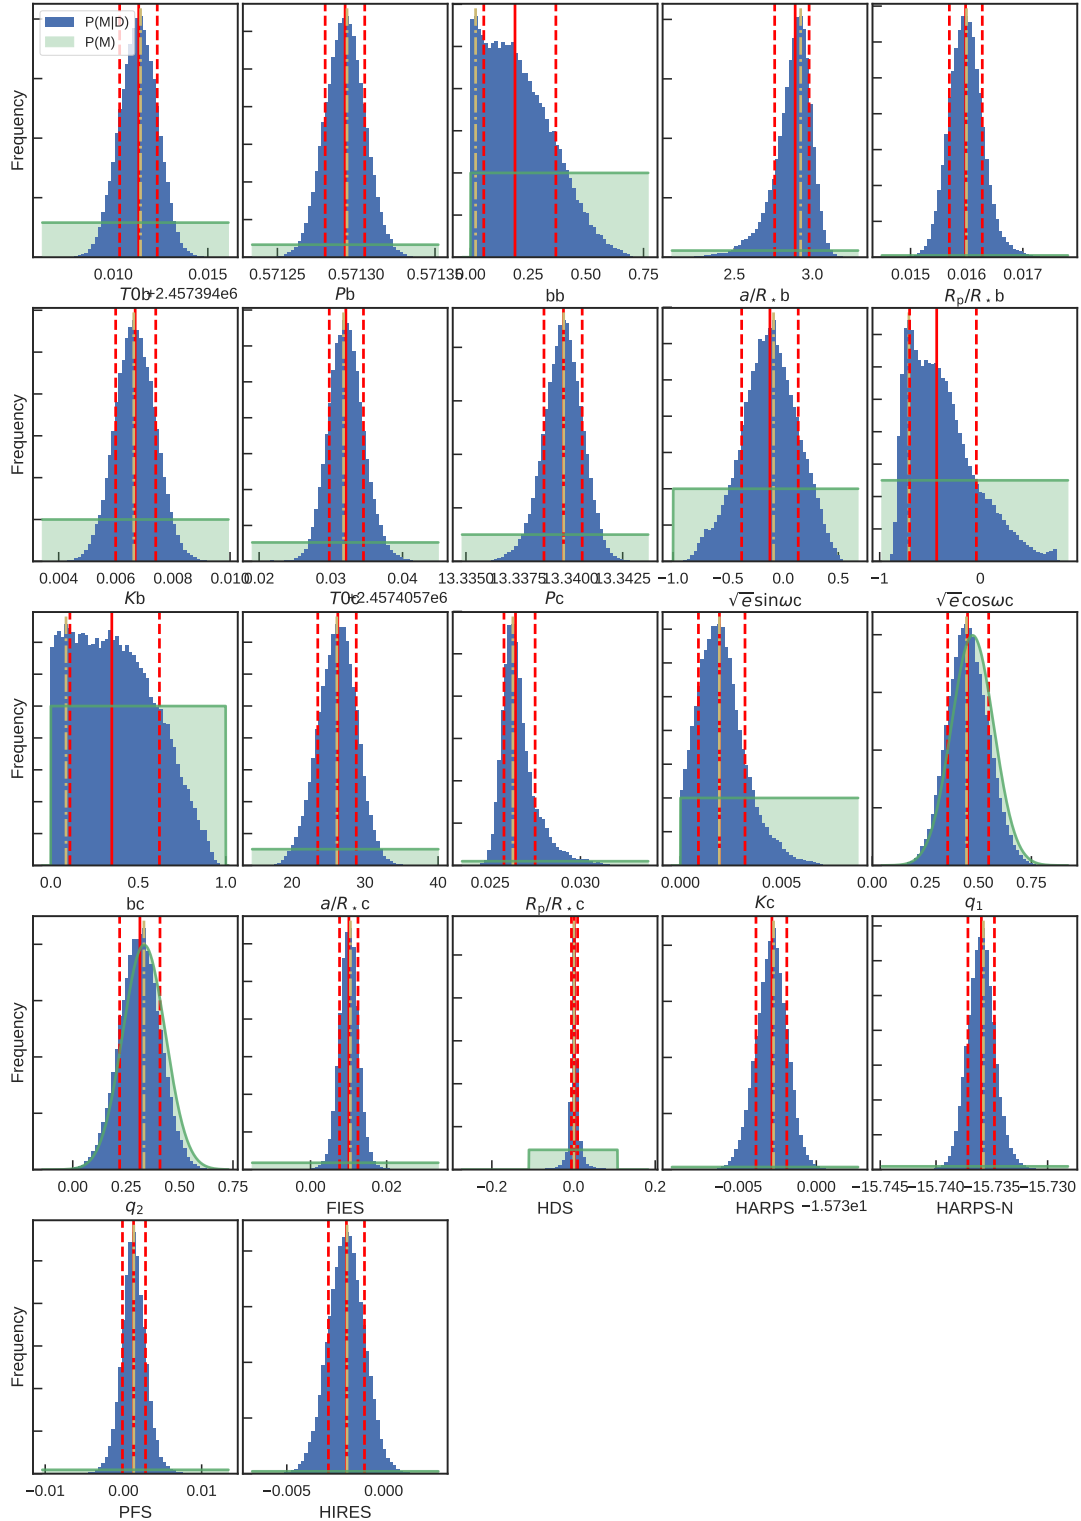 P(M|D)
P(M)
Frequency
0.010 0.015 0.571125 0.571130 0.571135 0.00 0.25 0.50 0.75 2.5 3.0 0.015 0.016 0.017
T0b +2.457394e6 Pb bb a/R⋆b Rp/R⋆b
Frequency
0.004 0.006 0.008 0.010 0.02 0.03 0.04 13.3350 13.3375 13.3400 13.3425 −1.0 −0.5 0.0 0.5 −1 0
Kb T0c +2.4574057e6 Pc √e sinωc √e cosωc
Frequency
0.0 0.5 1.0 20 30 40 0.025 0.030 0.000 0.005 0.00 0.25 0.50 0.75
bc a/R⋆c Rp/R⋆c Kc q1
Frequency
0.00 0.25 0.50 0.75 0.00 0.02 −0.2 0.0 0.2 −0.005 0.000 −15.745 −15.740 −15.735 −15.730
q2 FIES HDS HARPS −1.573e1 HARPS-N
Frequency
−0.01 0.00 0.01 −0.005 0.000
PFS HIRES